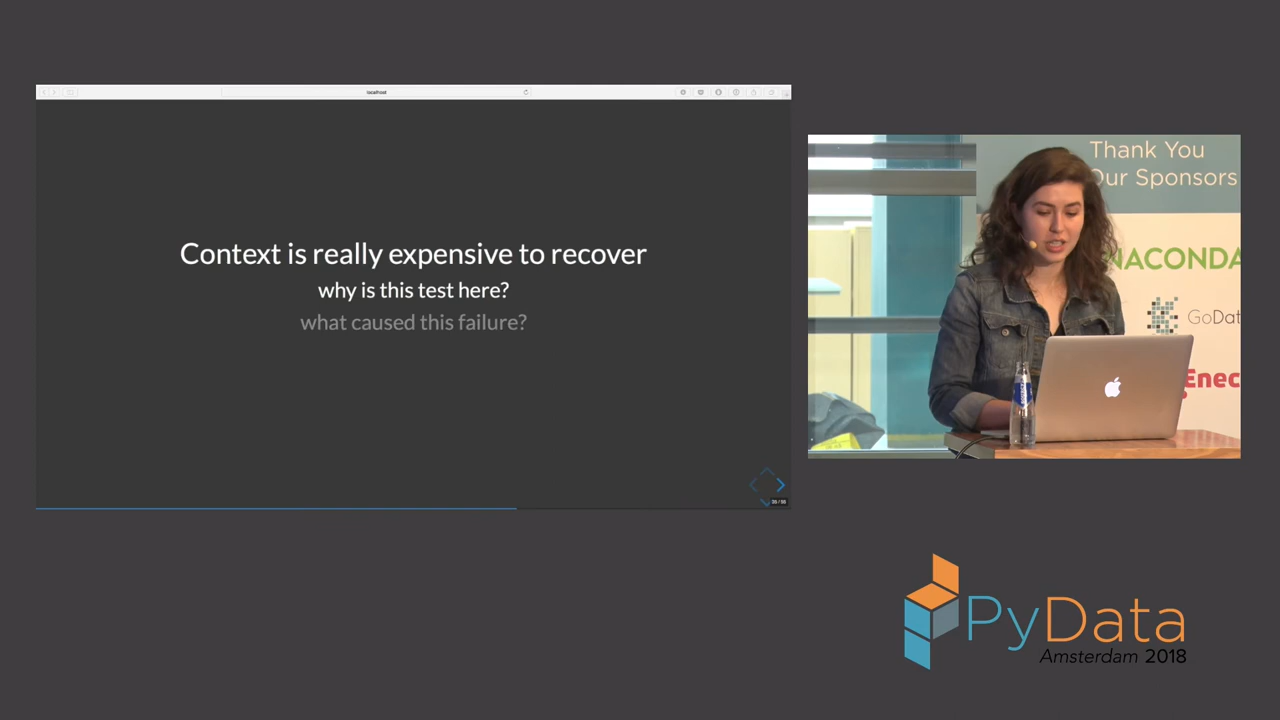 localhost
Context is really expensive to recover
why is this test here?
what caused this failure?
Thank You
Our Sponsors
NACONDA
GoDat
Enec
PyData
Amsterdam 2018